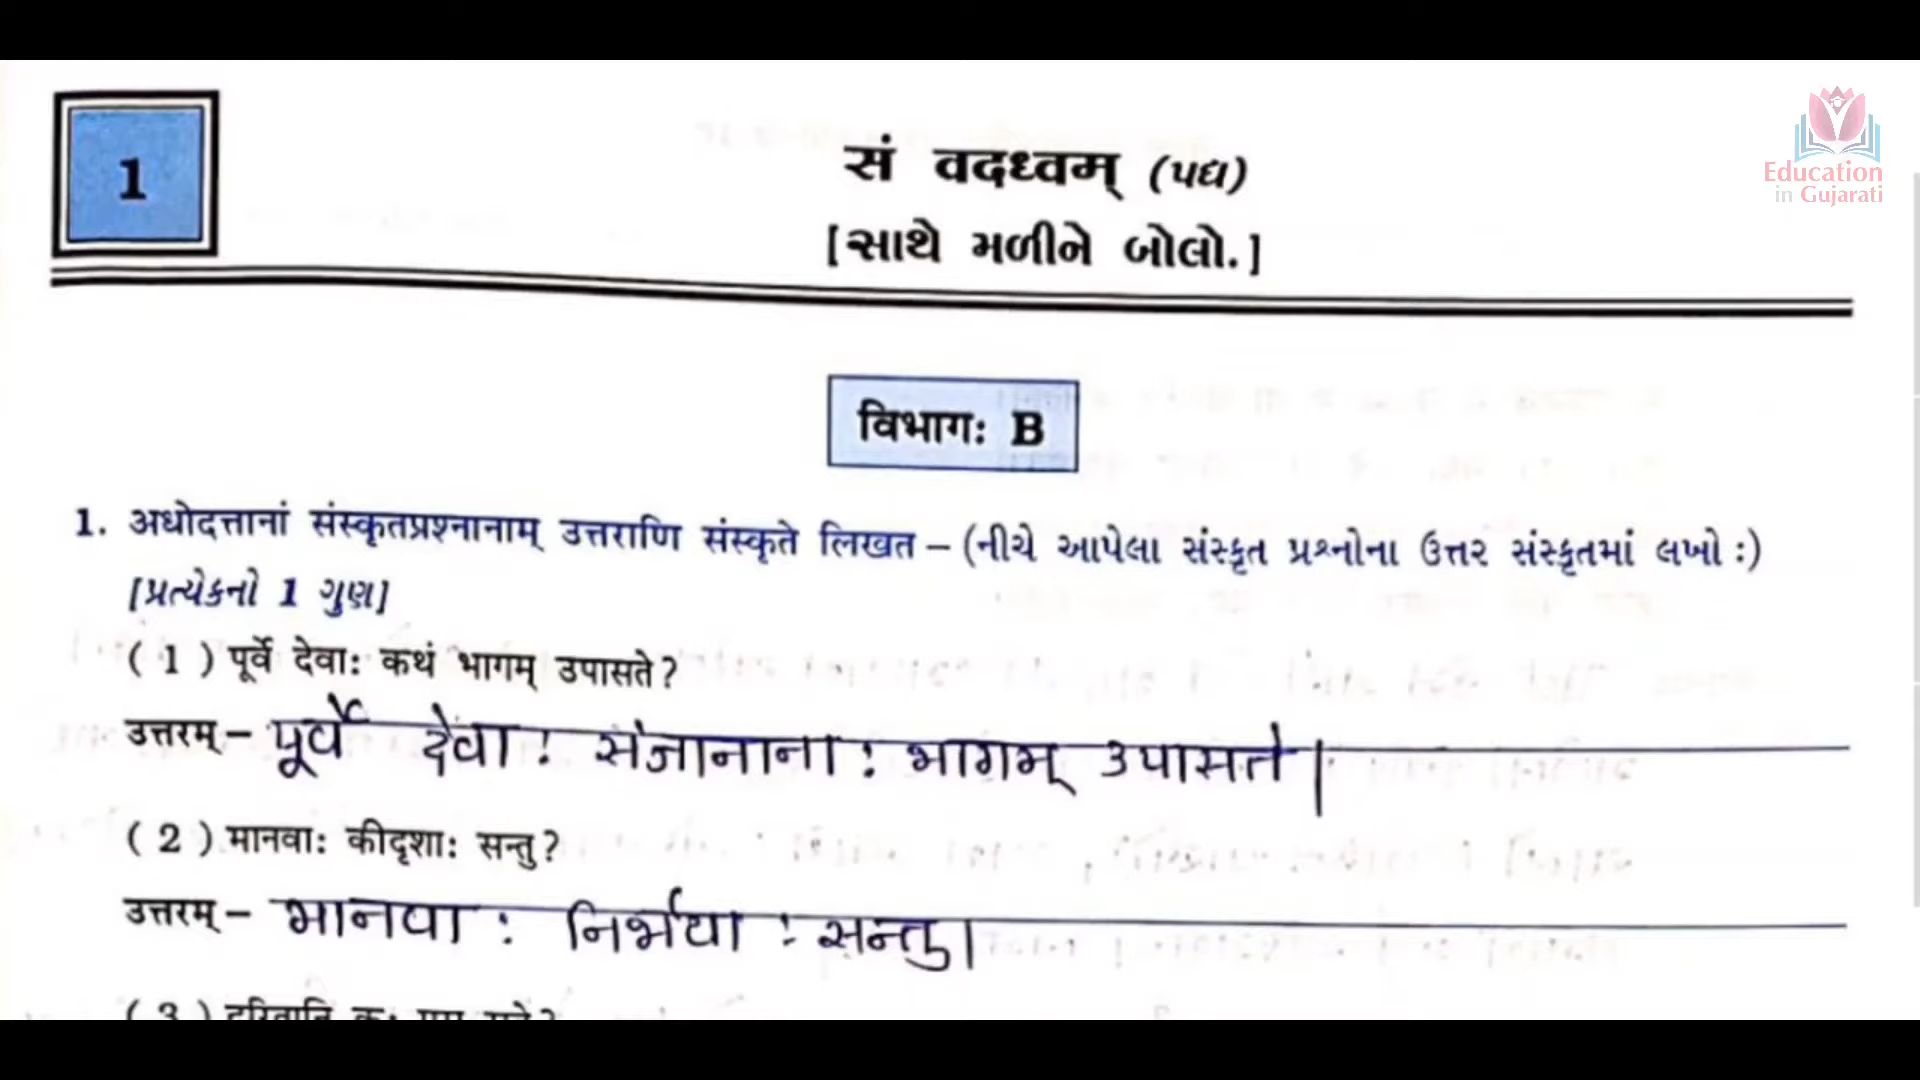 1
सं वदध्वम् (પદ્ય)
[સાથે મળીને બોલો.]
Education
in Gujarati
विभागः B
1. अधोदत्तानां संस्कृतप्रश्नानाम् उत्तराणि संस्कृते लिखत – (નીચે આપેલા સંસ્કૃત પ્રશ્નોના ઉત્તર સંસ્કૃતમાં લખો :)
[પ્રત્યેકનો 1 ગુણ]
( 1 ) पूर्वे देवाः कथं भागम् उपासते?
उत्तरम् – पूर्वे देवाः संजानानाः भागम् उपासते।
( 2 ) मानवाः कीदृशाः सन्तु?
उत्तरम् – मानवाः निर्भयाः सन्तु।
( 3 )